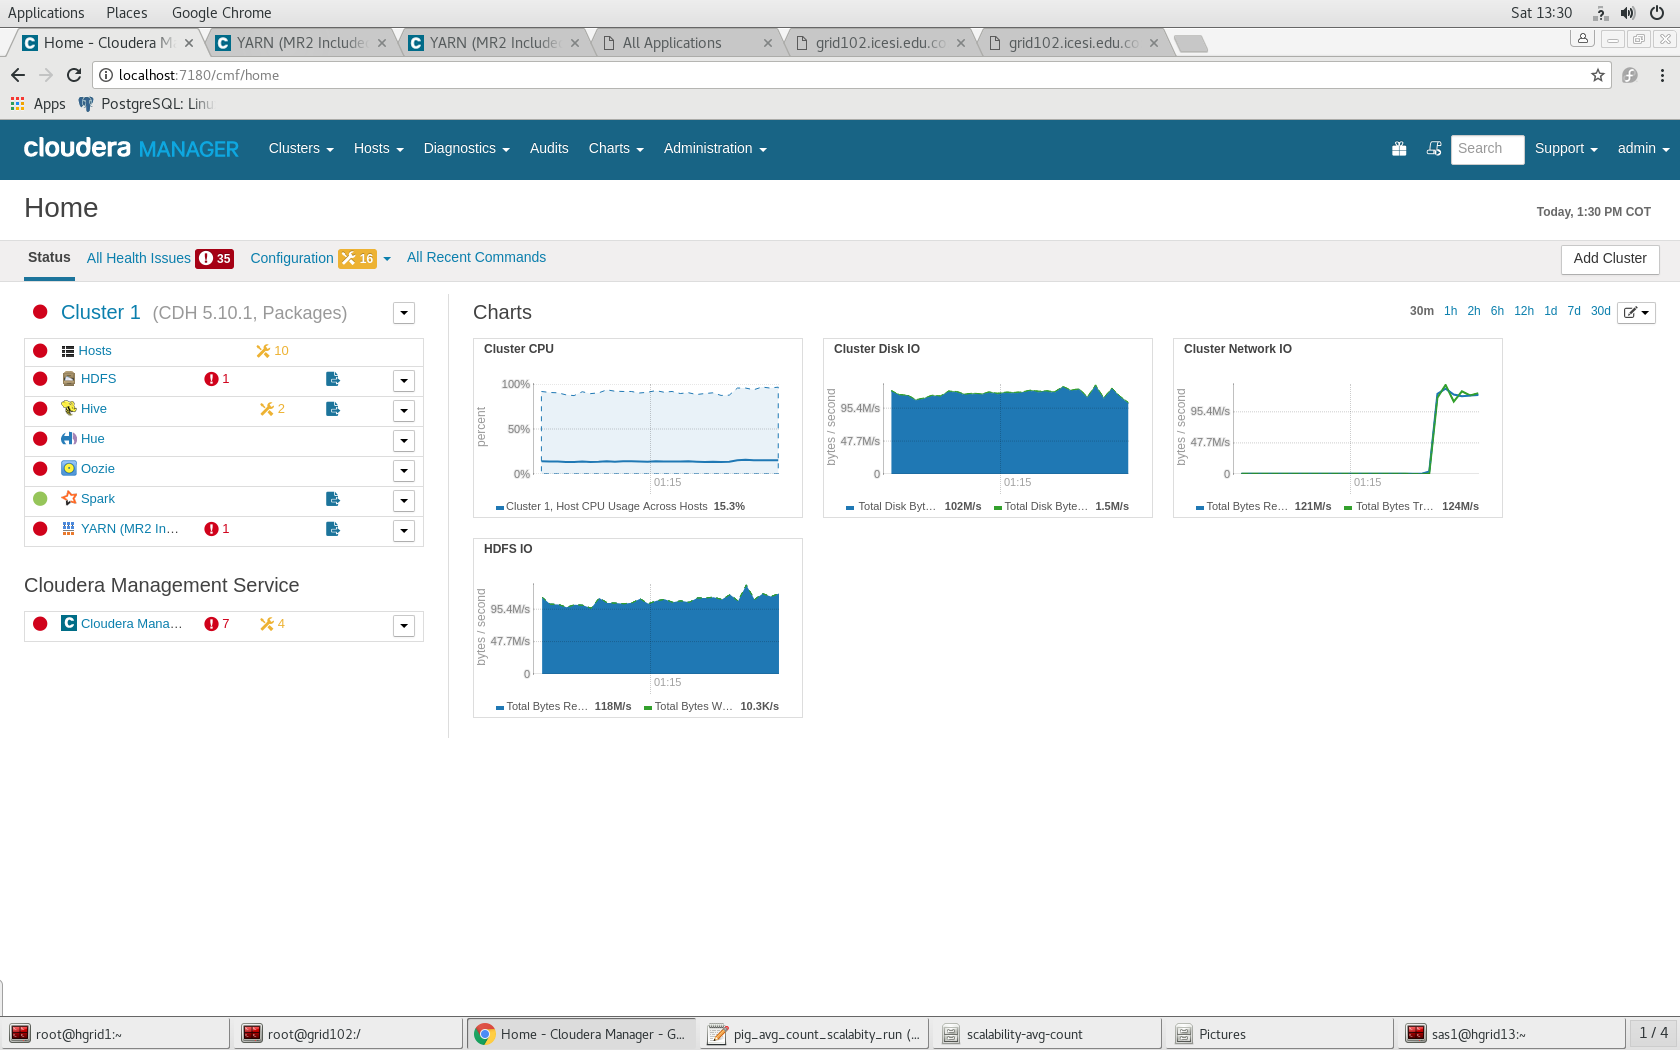 Applications Places Google Chrome Sat 13:30
Home - Cloudera M YARN (MR2 Include YARN (MR2 Include All Applications grid102.icesi.edu.co grid102.icesi.edu.co
localhost:7180/cmf/home
Apps PostgreSQL: Linu
cloudera MANAGER Clusters Hosts Diagnostics Audits Charts Administration Search Support admin
Home
Today, 1:30 PM COT
Status All Health Issues 35 Configuration 16 All Recent Commands Add Cluster
Cluster 1 (CDH 5.10.1, Packages)
Hosts 10
HDFS 1
Hive 2
Hue
Oozie
Spark
YARN (MR2 In... 1
Cloudera Management Service
Cloudera Mana... 7 4
Charts
30m 1h 2h 6h 12h 1d 7d 30d
Cluster CPU
percent
100%
50%
0%
01:15
Cluster 1, Host CPU Usage Across Hosts 15.3%
Cluster Disk IO
bytes / second
95.4M/s
47.7M/s
0
01:15
Total Disk Byt... 102M/s Total Disk Byte... 1.5M/s
Cluster Network IO
bytes / second
95.4M/s
47.7M/s
0
01:15
Total Bytes Re... 121M/s Total Bytes Tr... 124M/s
HDFS IO
bytes / second
95.4M/s
47.7M/s
0
01:15
Total Bytes Re... 118M/s Total Bytes W... 10.3K/s
root@hgrid1:~ root@grid102:/ Home - Cloudera Manager - G... pig_avg_count_scalabity_run (... scalability-avg-count Pictures sas1@hgrid13:~ 1 / 4